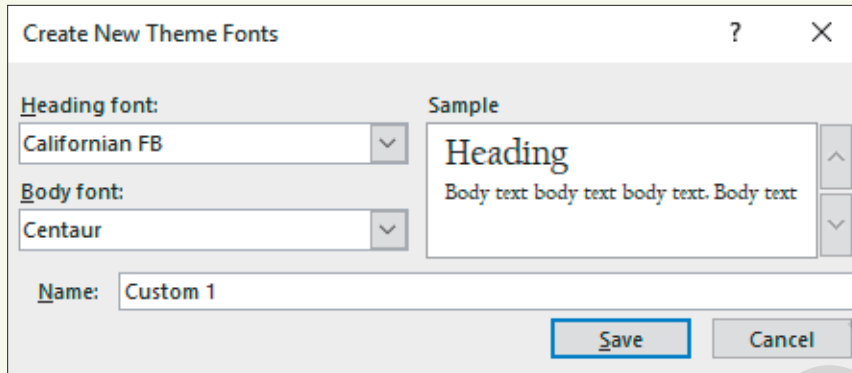 Create New Theme Fonts
?
Heading font:
Californian FB
Body font:
Centaur
Sample
Heading
Body text body text body text. Body text
Name:
Custom 1
Save
Cancel